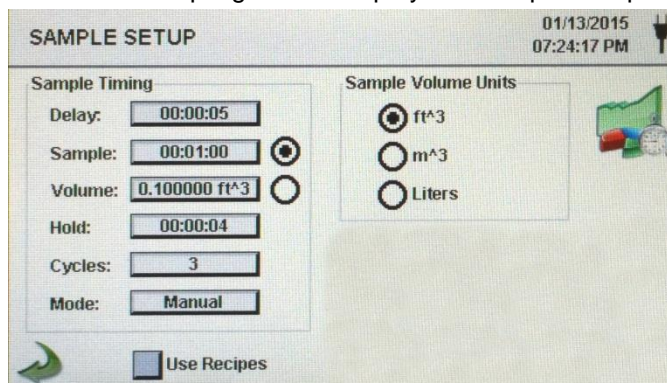 SAMPLE SETUP
01/13/2015
07:24:17 PM
Sample Timing
Delay: 00:00:05
Sample: 00:01:00
Volume: 0.100000 ft^3
Hold: 00:00:04
Cycles: 3
Mode: Manual
Use Recipes
Sample Volume Units
ft^3
m^3
Liters